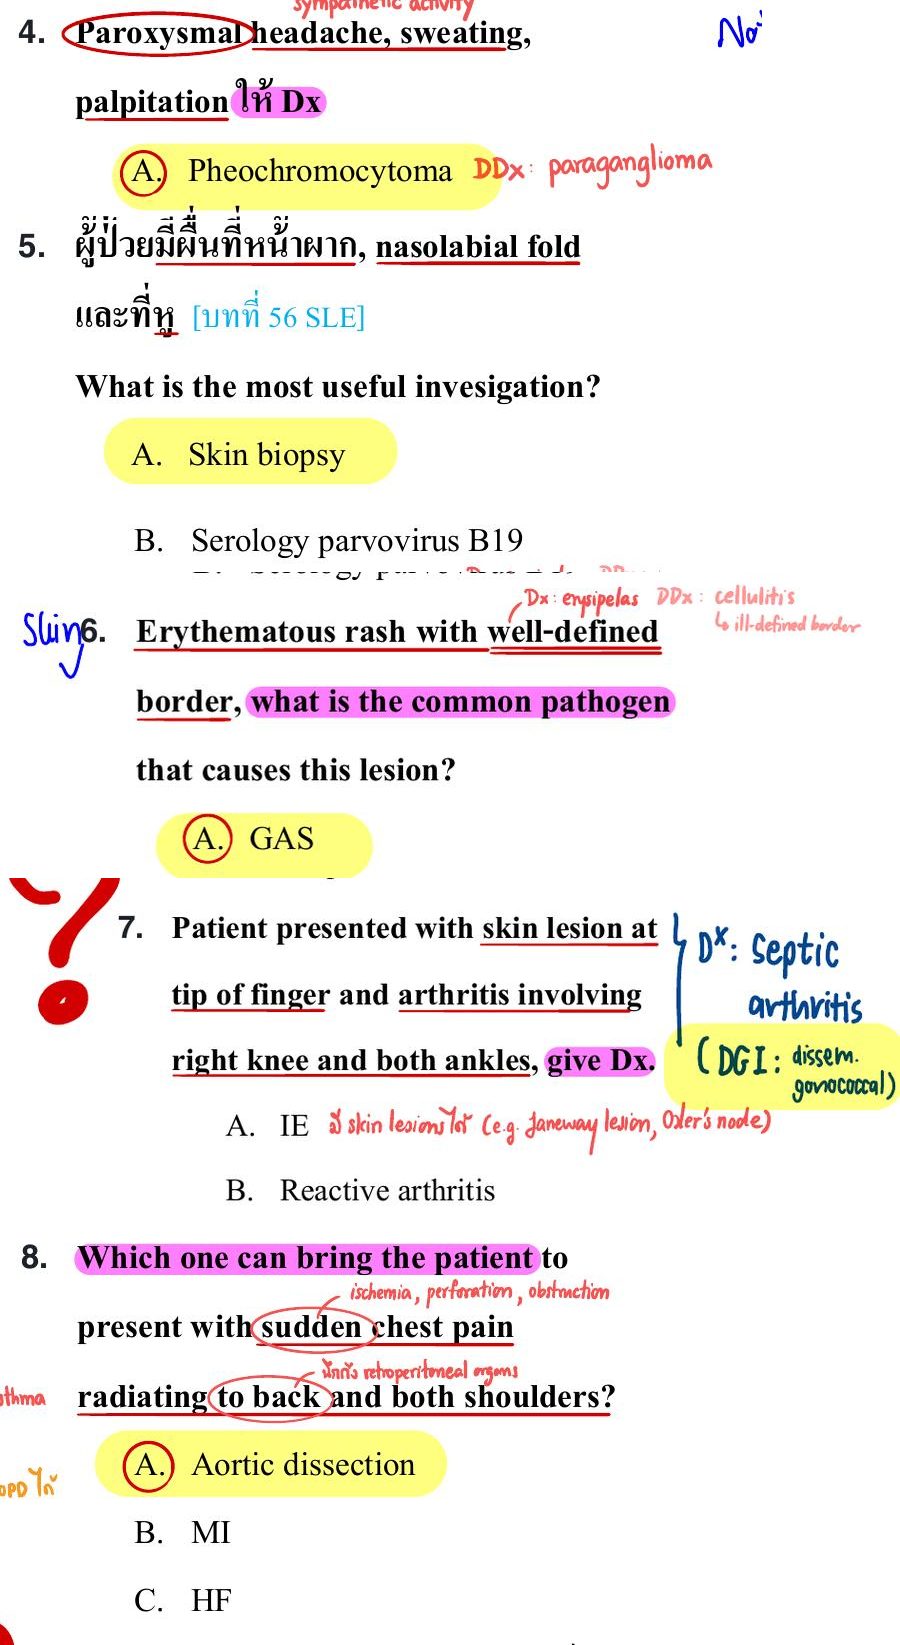 sympathetic activity
4. Paroxysmal headache, sweating,
palpitation ให้ Dx
A. Pheochromocytoma DDx: paraganglioma
5. ผู้ป่วยมีผื่นที่หน้าผาก, nasolabial fold
และที่หู [บทที่ 56 SLE]
What is the most useful invesigation?
A. Skin biopsy
B. Serology parvovirus B19
Dx: erysipelas DDx: cellulitis
↳ ill-defined border
6. Erythematous rash with well-defined
border, what is the common pathogen
that causes this lesion?
A. GAS
?
7. Patient presented with skin lesion at
tip of finger and arthritis involving
right knee and both ankles, give Dx.
Dx: Septic
arthritis
(DGI: dissem.
gonococcal)
A. IE มี skin lesions ได้ (e.g. Janeway lesion, Osler's node)
B. Reactive arthritis
8. Which one can bring the patient to
ischemia, perforation, obstruction
present with sudden chest pain
มักเป็น retroperitoneal organs
radiating to back and both shoulders?
A. Aortic dissection
B. MI
C. HF